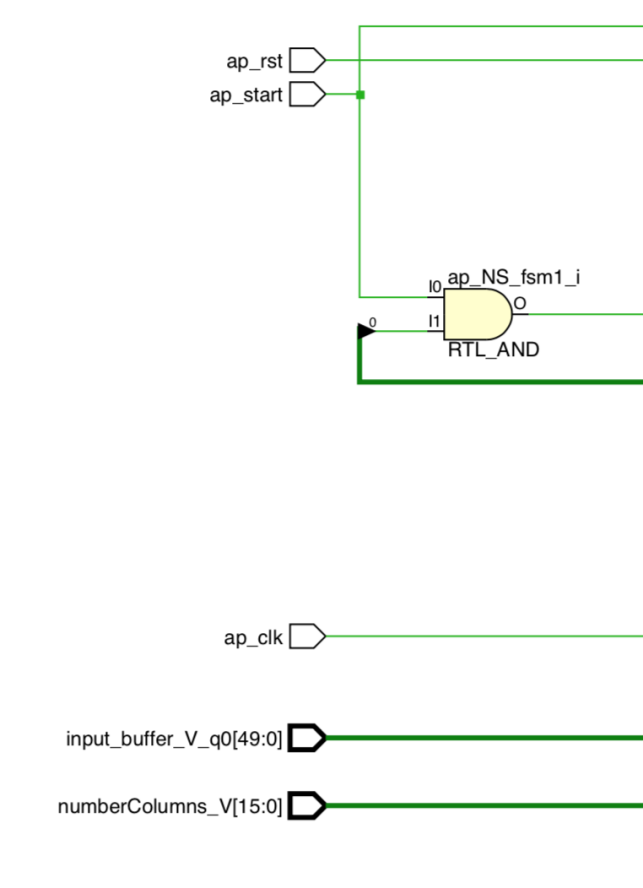 ap_rst
ap_start
ap_NS_fsm1_i
I0
O
0
I1
RTL_AND
ap_clk
input_buffer_V_q0[49:0]
numberColumns_V[15:0]